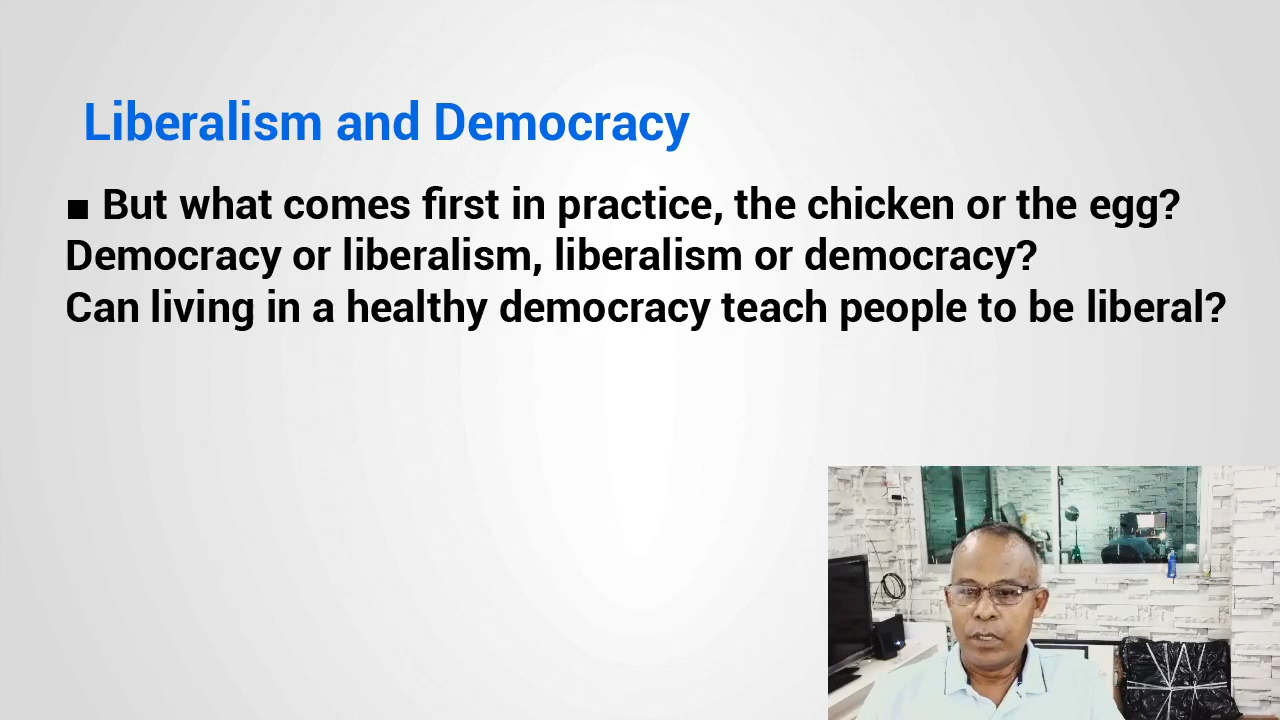 Liberalism and Democracy
■ But what comes first in practice, the chicken or the egg?
Democracy or liberalism, liberalism or democracy?
Can living in a healthy democracy teach people to be liberal?